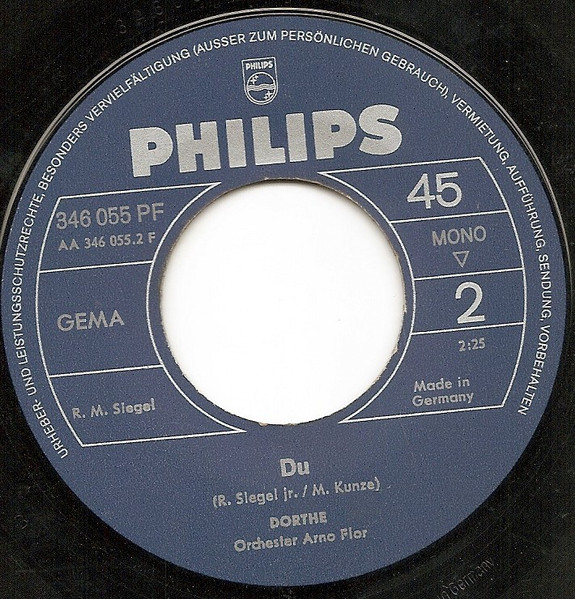 URHEBER- UND LEISTUNGSSCHUTZRECHTE, BESONDERS VERVIELFÄLTIGUNG (AUSSER ZUM PERSÖNLICHEN GEBRAUCH), VERMIETUNG, AUFFÜHRUNG, SENDUNG, VORBEHALTEN
PHILIPS
PHILIPS
346 055 PF
AA 346 055.2 F
GEMA
R. M. Siegel
45
MONO
2
2:25
Made in
Germany
Du
(R. Siegel jr. / M. Kunze)
DORTHE
Orchester Arno Flor
Germany